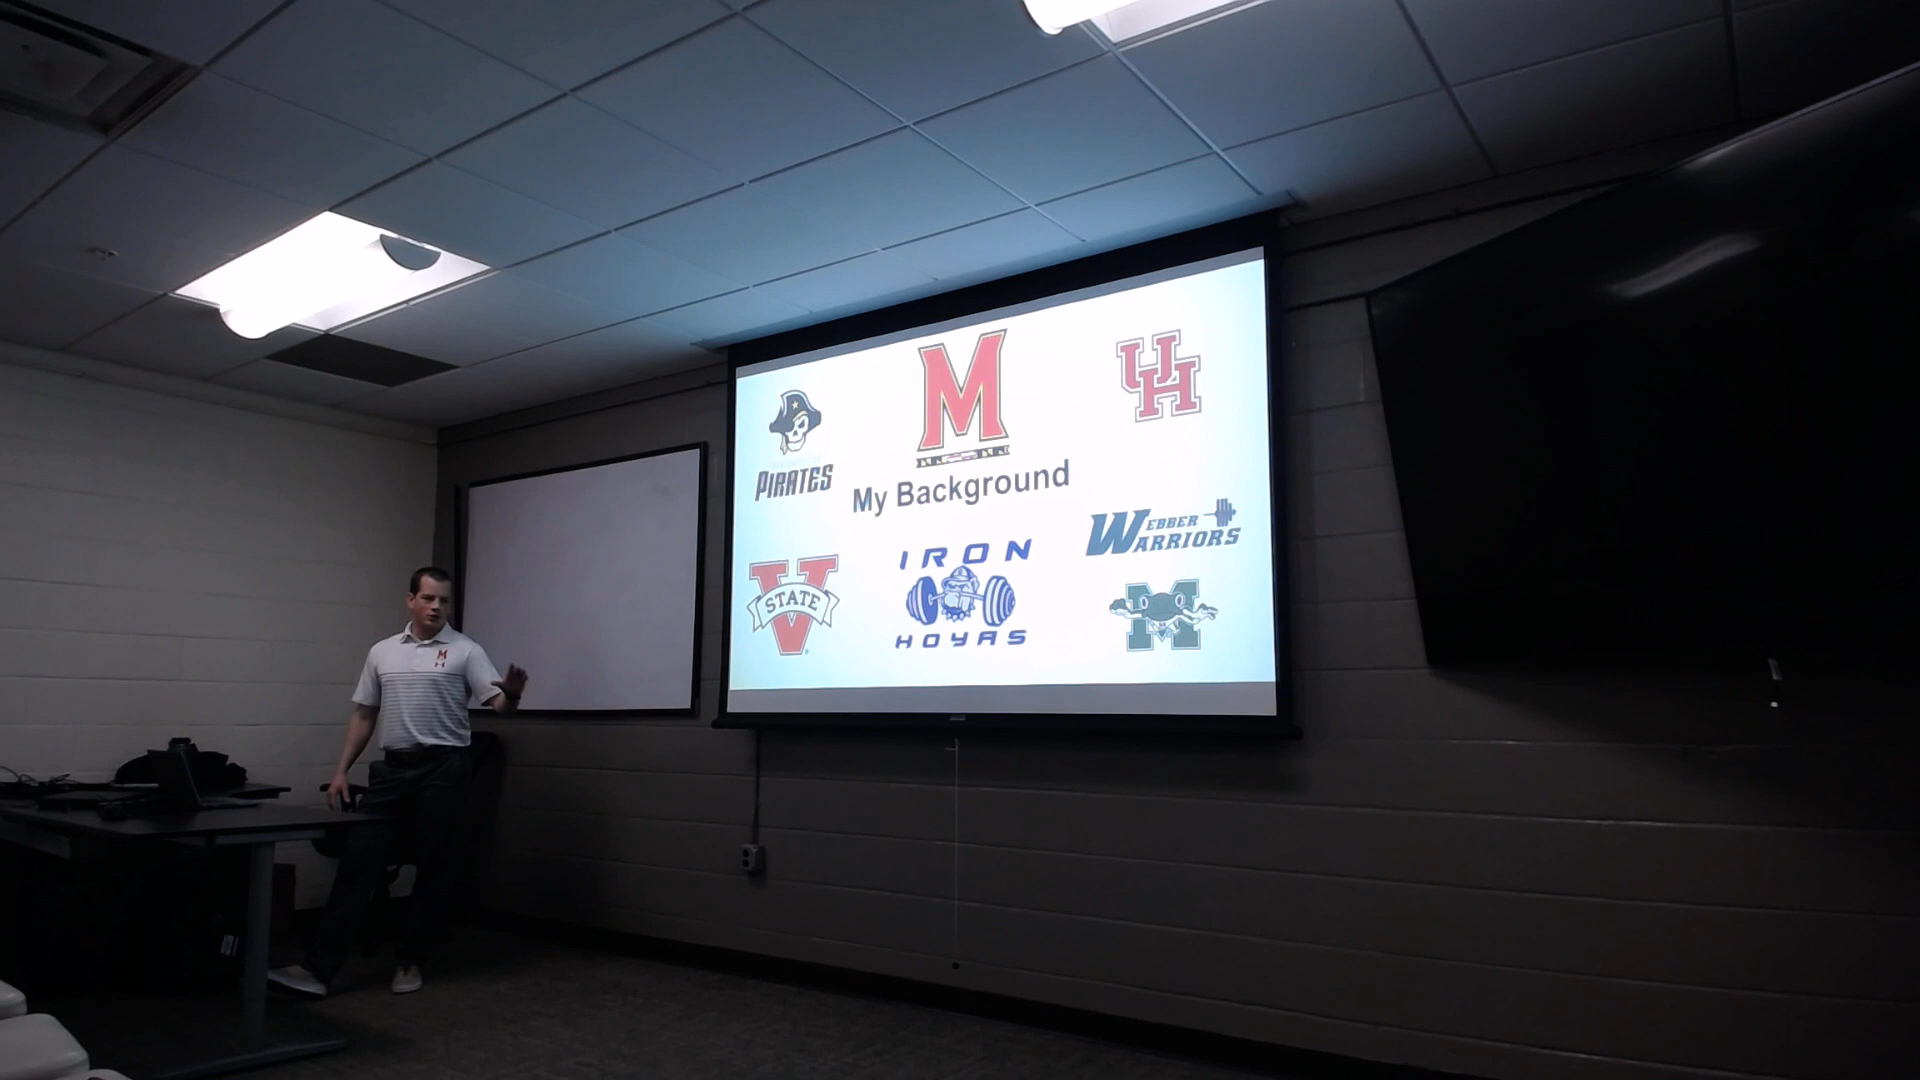 M
UH
PIRATES
My Background
WEBBER
WARRIORS
IRON
V
STATE
HOYAS
M
M